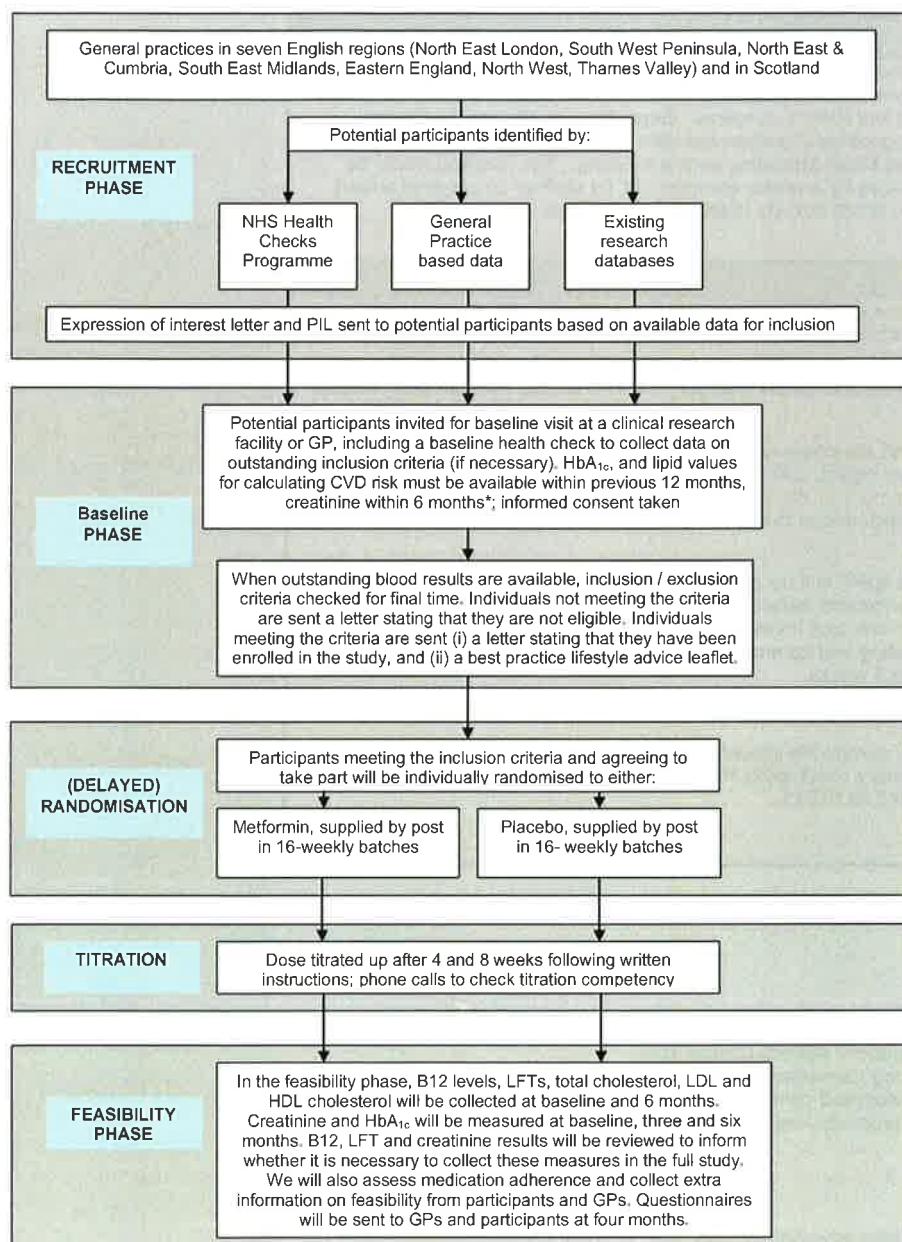 General practices in seven English regions (North East London, South West Peninsula, North East &
Cumbria, South East Midlands, Eastern England, North West, Thames Valley) and in Scotland
Potential participants identified by:
RECRUITMENT
PHASE
NHS Health
Checks
Programme
General
Practice
based data
Existing
research
databases
Expression of interest letter and PIL sent to potential participants based on available data for inclusion
Potential participants invited for baseline visit at a clinical research
facility or GP, including a baseline health check to collect data on
outstanding inclusion criteria (if necessary). HbA1c, and lipid values
for calculating CVD risk must be available within previous 12 months,
creatinine within 6 months*; informed consent taken
Baseline
PHASE
When outstanding blood results are available, inclusion / exclusion
criteria checked for final time. Individuals not meeting the criteria
are sent a letter stating that they are not eligible. Individuals
meeting the criteria are sent (i) a letter stating that they have been
enrolled in the study, and (ii) a best practice lifestyle advice leaflet.
(DELAYED)
RANDOMISATION
Participants meeting the inclusion criteria and agreeing to
take part will be individually randomised to either:
Metformin, supplied by post
in 16-weekly batches
Placebo, supplied by post
in 16- weekly batches
TITRATION
Dose titrated up after 4 and 8 weeks following written
instructions; phone calls to check titration competency
FEASIBILITY
PHASE
In the feasibility phase, B12 levels, LFTs, total cholesterol, LDL and
HDL cholesterol will be collected at baseline and 6 months.
Creatinine and HbA1c will be measured at baseline, three and six
months. B12, LFT and creatinine results will be reviewed to inform
whether it is necessary to collect these measures in the full study.
We will also assess medication adherence and collect extra
information on feasibility from participants and GPs. Questionnaires
will be sent to GPs and participants at four months.